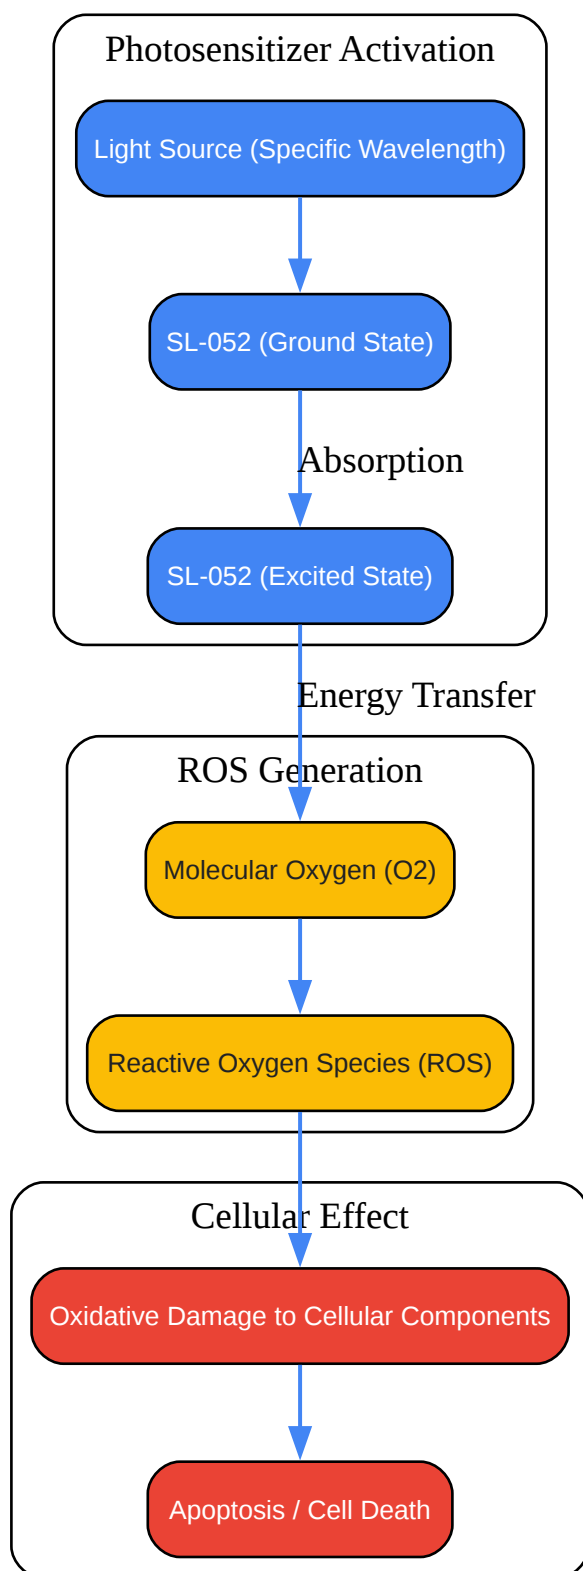 Photosensitizer Activation
Light Source (Specific Wavelength)
SL-052 (Ground State)
Absorption
SL-052 (Excited State)
Energy Transfer
ROS Generation
Molecular Oxygen (O2)
Reactive Oxygen Species (ROS)
Cellular Effect
Oxidative Damage to Cellular Components
Apoptosis / Cell Death